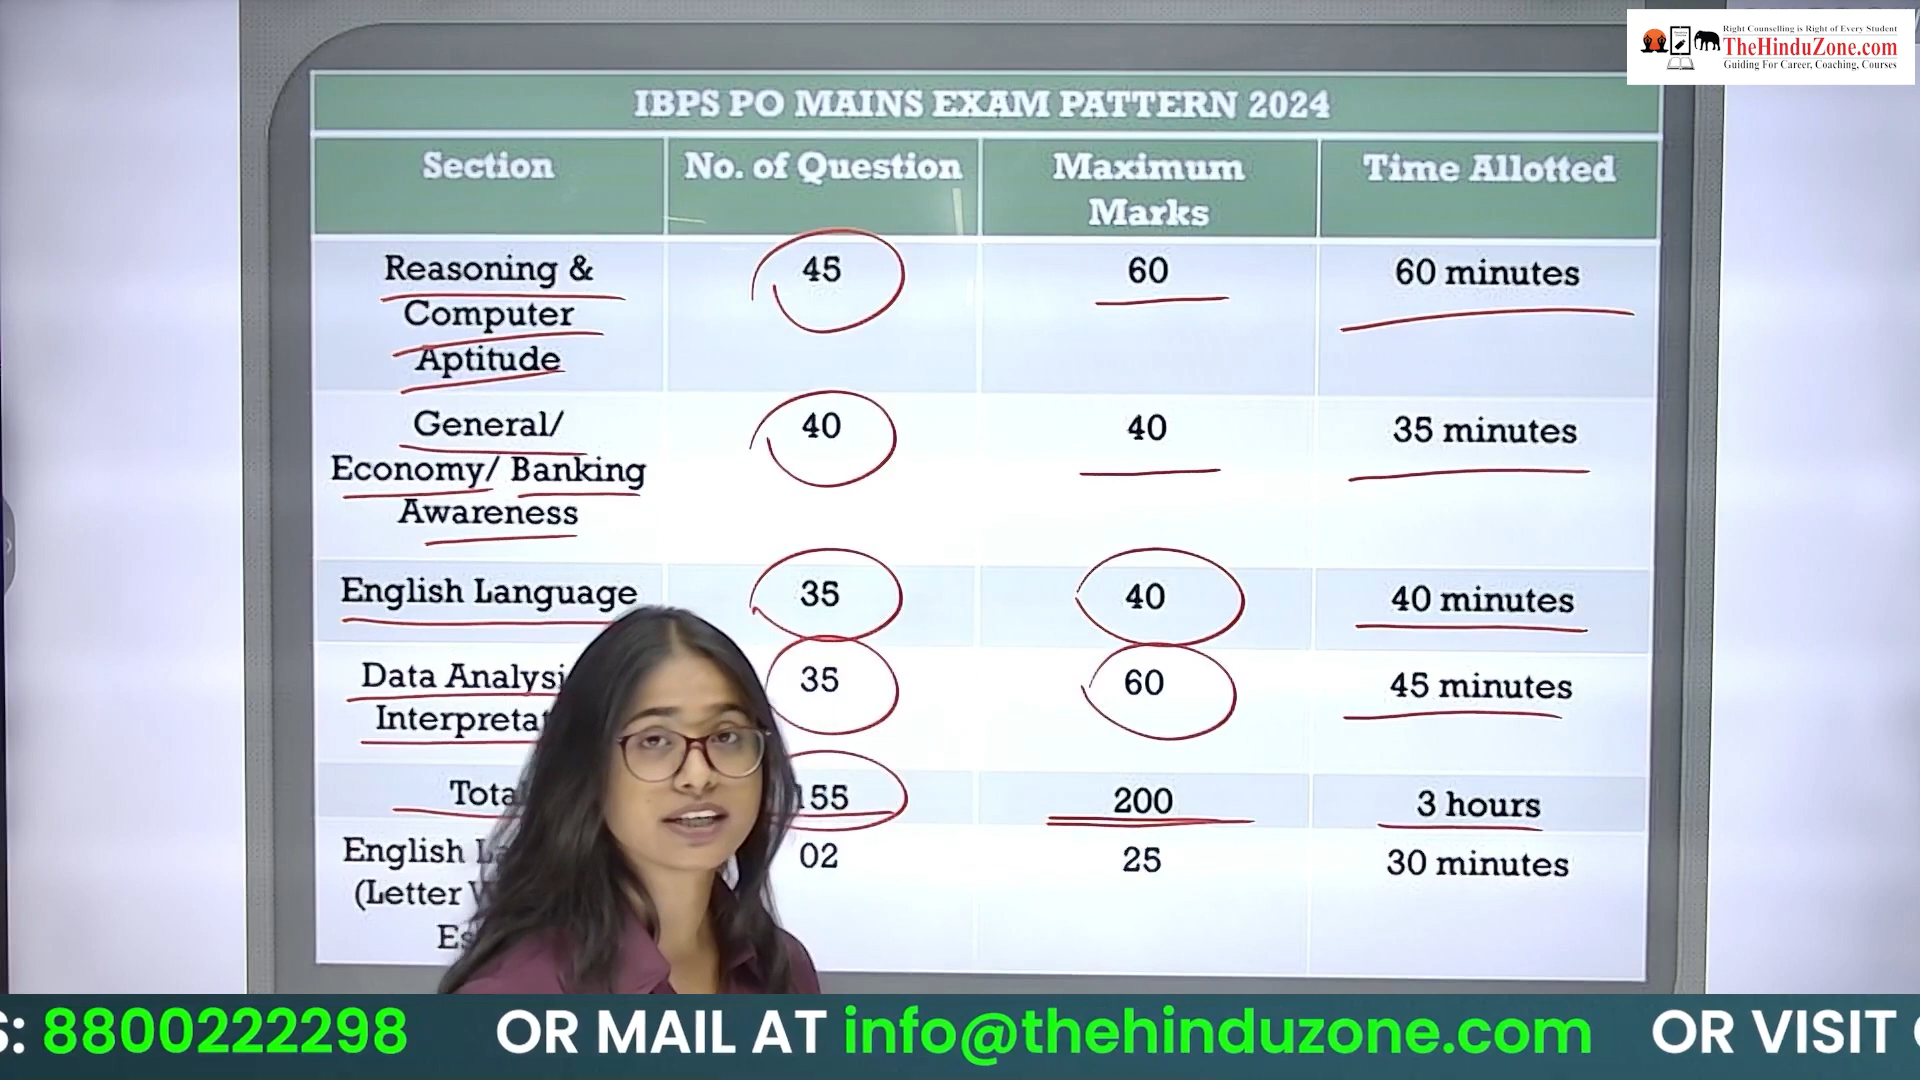 Right Counselling is Right of Every Student
TheHinduZone.com
Guiding For Career, Coaching, Courses
IBPS PO MAINS EXAM PATTERN 2024
Section No. of Question Maximum Marks Time Allotted
Reasoning & Computer Aptitude 45 60 60 minutes
General/ Economy/ Banking Awareness 40 40 35 minutes
English Language 35 40 40 minutes
Data Analysi Interpreta 35 60 45 minutes
Tota 155 200 3 hours
English L (Letter Es 02 25 30 minutes
S: 8800222298 OR MAIL AT info@thehinduzone.com OR VISIT